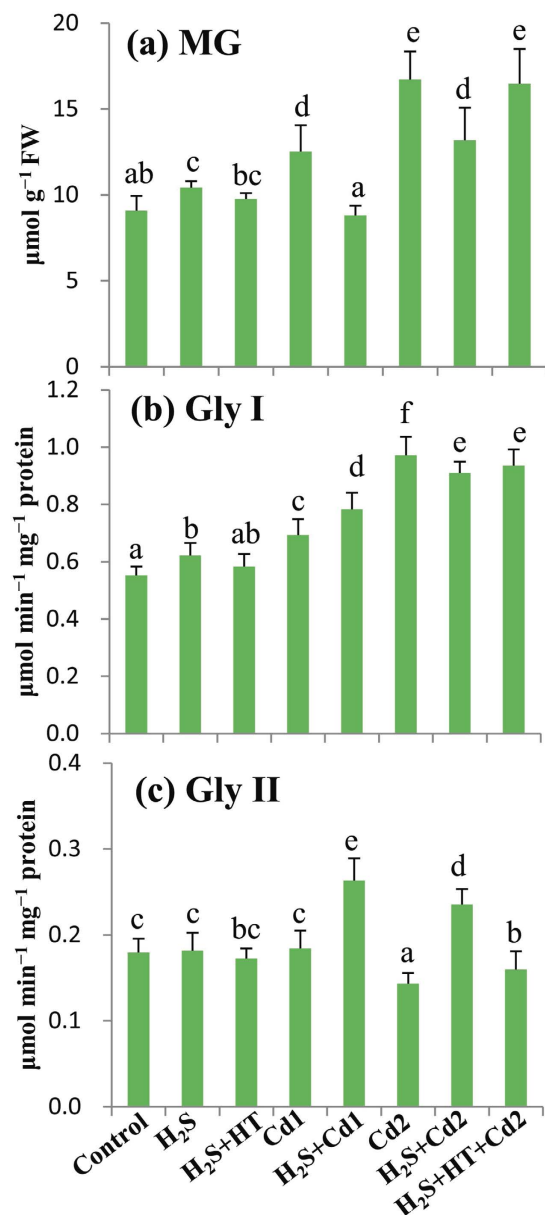 (a) MG
20
15
10
5
0
µmol g⁻¹ FW
ab
c
bc
d
a
e
d
e
(b) Gly I
1.2
1.0
0.8
0.6
0.4
0.2
0.0
µmol min⁻¹ mg⁻¹ protein
a
b
ab
c
d
f
e
e
(c) Gly II
0.4
0.3
0.2
0.1
0.0
µmol min⁻¹ mg⁻¹ protein
c
c
bc
c
e
a
d
b
Control
H₂S
H₂S+HT
Cd1
H₂S+Cd1
Cd2
H₂S+Cd2
H₂S+HT+Cd2